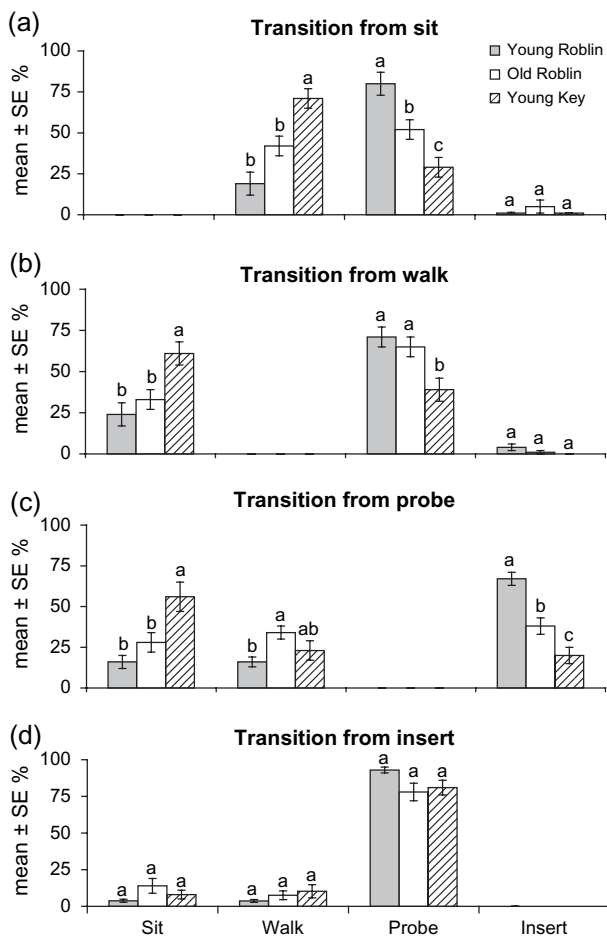 (a)
Transition from sit
Young Roblin
Old Roblin
Young Key
mean ± SE %
100
75
50
25
0
b b a
a b c
a a a
(b)
Transition from walk
mean ± SE %
100
75
50
25
0
b b a
a a b
a a a
(c)
Transition from probe
mean ± SE %
100
75
50
25
0
b b a
b a ab
a b c
(d)
Transition from insert
mean ± SE %
100
75
50
25
0
a a a
a a a
a a a
Sit Walk Probe Insert